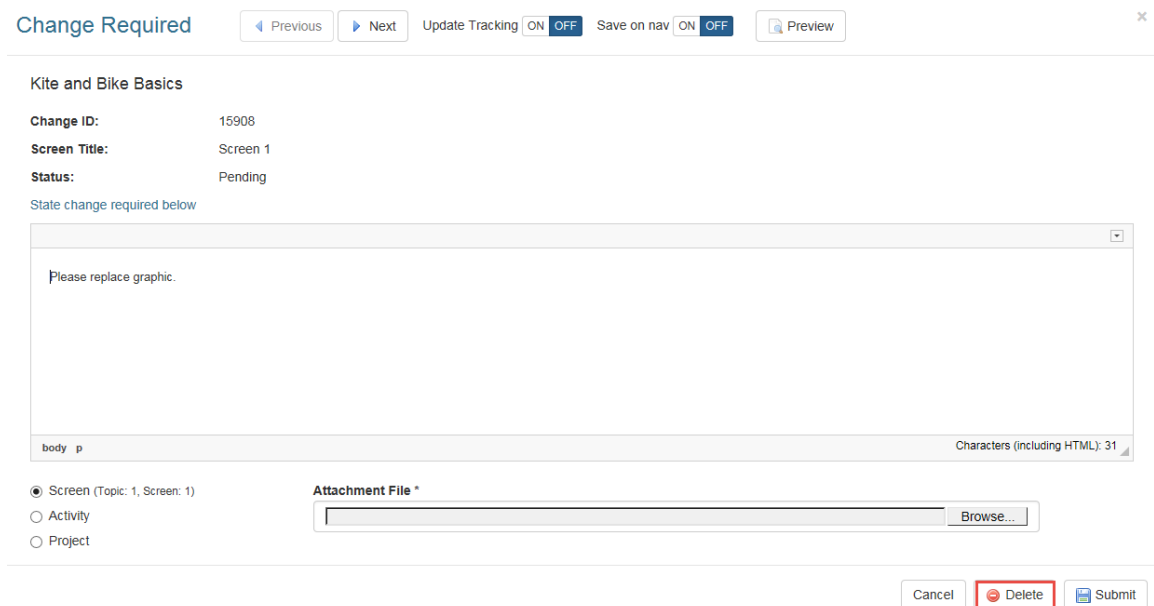 Change Required Previous Next Update Tracking ON OFF Save on nav ON OFF Preview ×
Kite and Bike Basics
Change ID: 15908
Screen Title: Screen 1
Status: Pending
State change required below
Please replace graphic.
body p Characters (including HTML): 31
Screen (Topic: 1, Screen: 1) Attachment File *
Activity Browse...
Project
Cancel Delete Submit